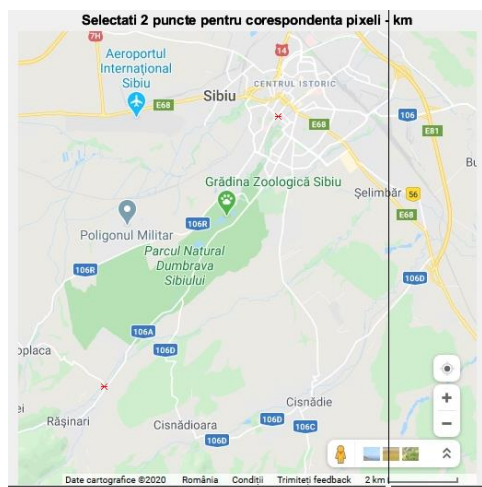 Selectati 2 puncte pentru corespondenta pixeli - km
7H
14
Aeroportul
Internațional
Sibiu
CENTRUL ISTORIC
Sibiu
E68
106
E68
E81
Grădina Zoologică Sibiu
Șelimbăr
56
E68
106R
Poligonul Militar
Parcul Natural
Dumbrava
Sibiului
106R
106D
106A
opla​ca
106D
Cisnădie
Rășinari
Cisnădioara
106D
106C
106D
Date cartografice ©2020 România Condiții Trimiteți feedback 2 km